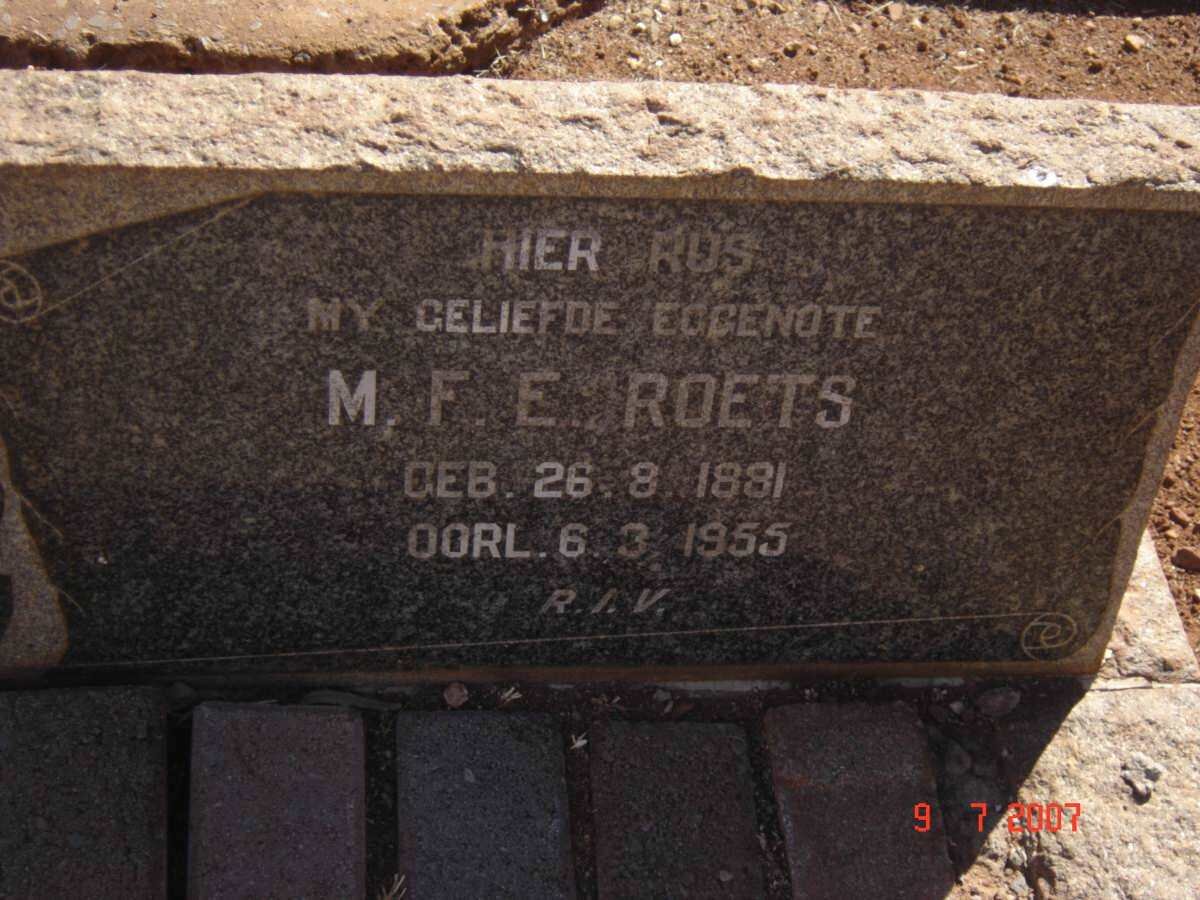 HIER RUS
MY GELIEFDE EGGENOTE
M. F. E. ROETS
GEB. 26. 8. 1881
OORL. 6. 3. 1955
R.I.V.
9 7 2007